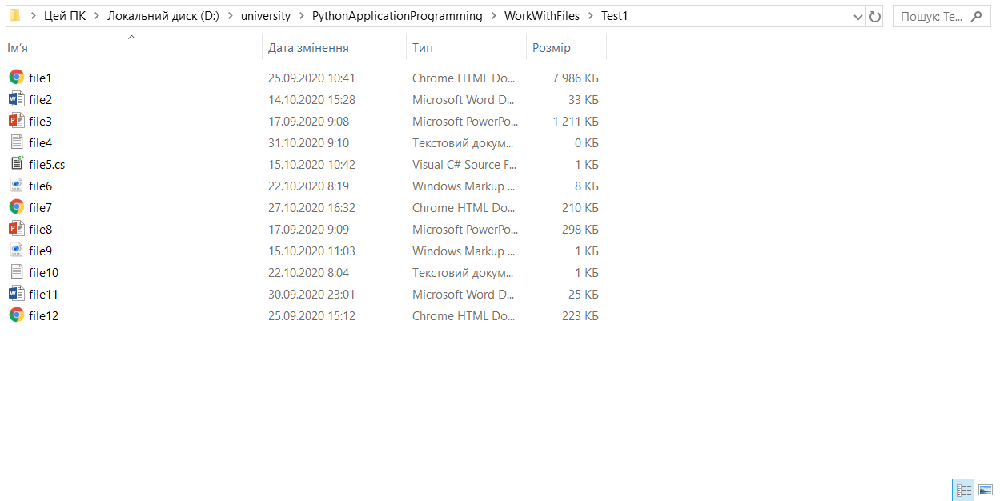 Цей ПК > Локальний диск (D:) > university > PythonApplicationProgramming > WorkWithFiles > Test1 Пошук: Te...
Ім'я Дата змінення Тип Розмір
file1 25.09.2020 10:41 Chrome HTML Do... 7 986 КБ
file2 14.10.2020 15:28 Microsoft Word D... 33 КБ
file3 17.09.2020 9:08 Microsoft PowerPo... 1 211 КБ
file4 31.10.2020 9:10 Текстовий докум... 0 КБ
file5.cs 15.10.2020 10:42 Visual C# Source F... 1 КБ
file6 22.10.2020 8:19 Windows Markup ... 8 КБ
file7 27.10.2020 16:32 Chrome HTML Do... 210 КБ
file8 17.09.2020 9:09 Microsoft PowerPo... 298 КБ
file9 15.10.2020 11:03 Windows Markup ... 1 КБ
file10 22.10.2020 8:04 Текстовий докум... 1 КБ
file11 30.09.2020 23:01 Microsoft Word D... 25 КБ
file12 25.09.2020 15:12 Chrome HTML Do... 223 КБ